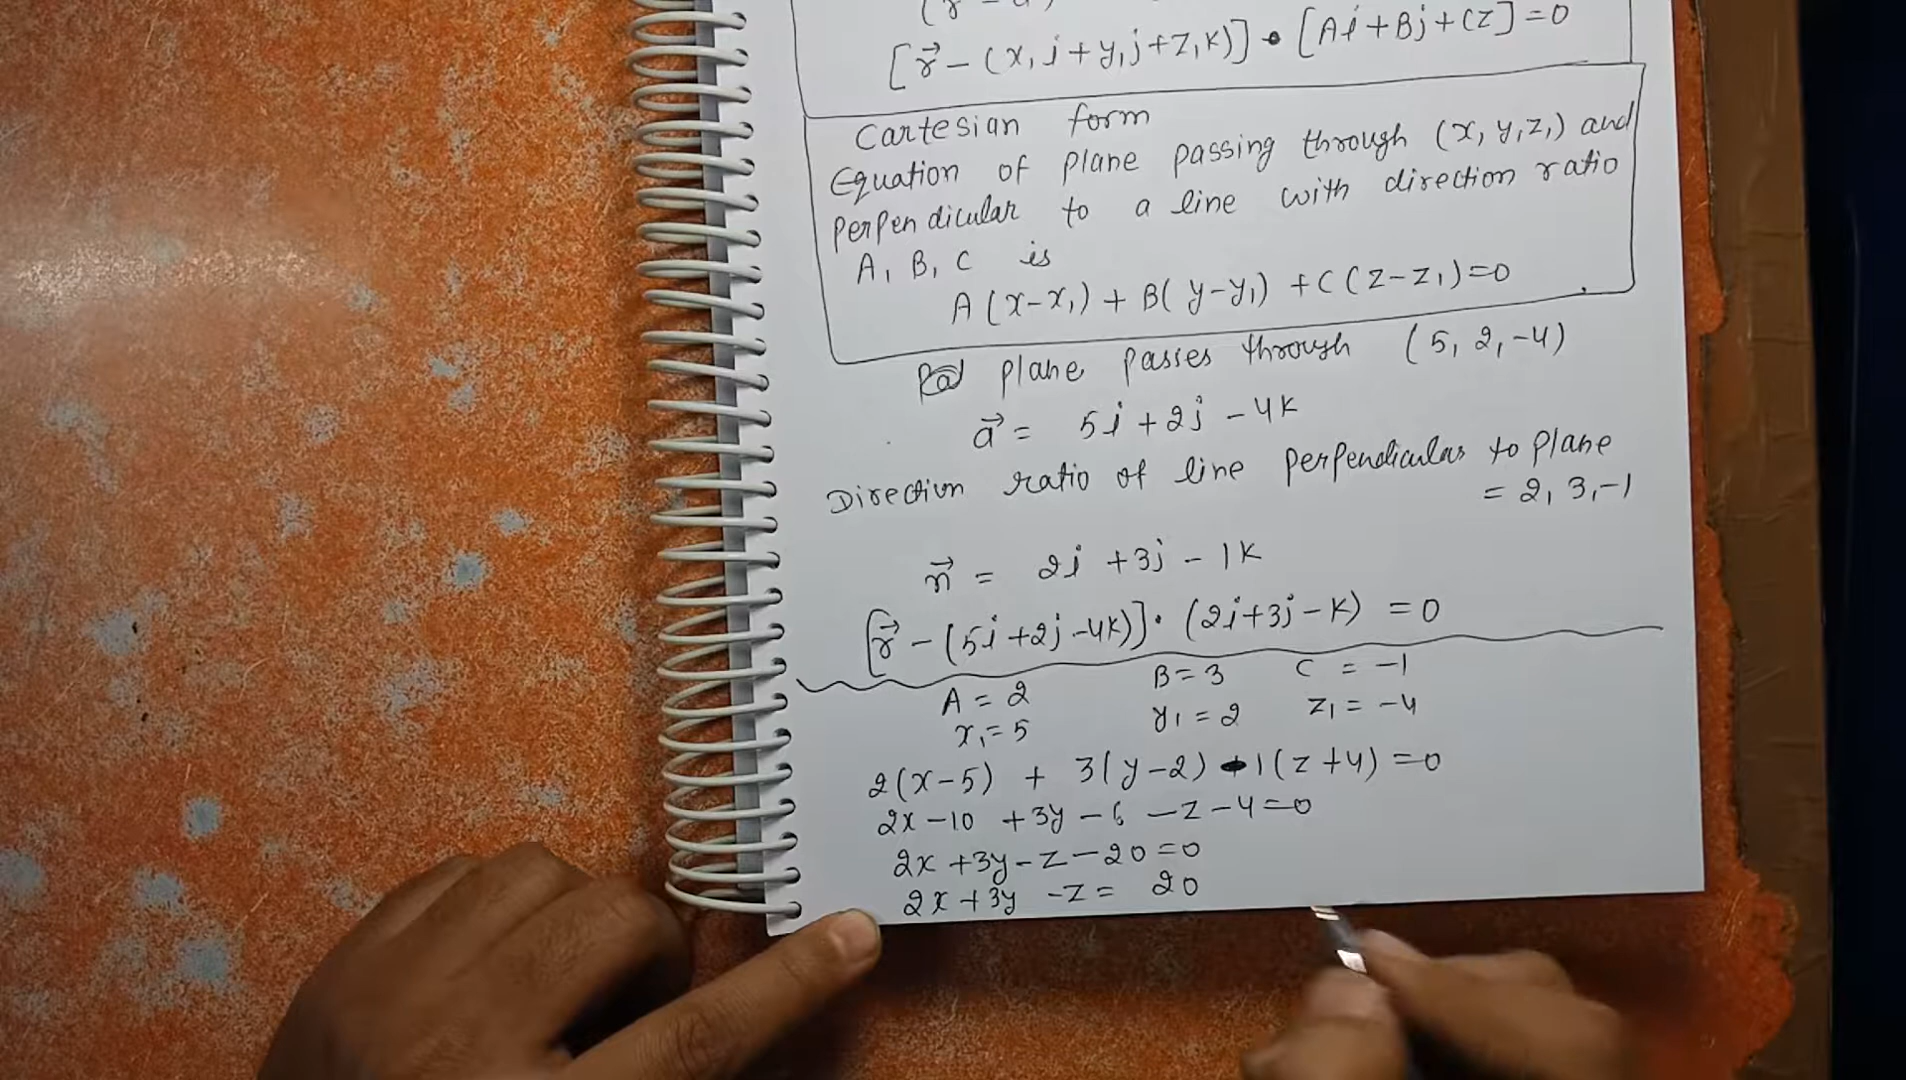 [r⃗ - (x₁i + y₁j + z₁k)] • [Ai + Bj + CZ] = 0
Cartesian form
Equation of plane passing through (x, y, z₁) and
perpendicular to a line with direction ratio
A, B, C is
A(x-x₁) + B(y-y₁) + C(z-z₁) = 0
plane passes through (5, 2, -4)
a⃗ = 5i + 2j - 4k
Direction ratio of line perpendicular to plane
= 2, 3, -1
n⃗ = 2i + 3j - 1k
[r⃗ - (5i + 2j - 4k)] • (2i + 3j - k) = 0
A = 2 B = 3 C = -1
x₁ = 5 y₁ = 2 z₁ = -4
2(x-5) + 3(y-2) -1(z+4) = 0
2x - 10 + 3y - 6 - z - 4 = 0
2x + 3y - z - 20 = 0
2x + 3y - z = 20